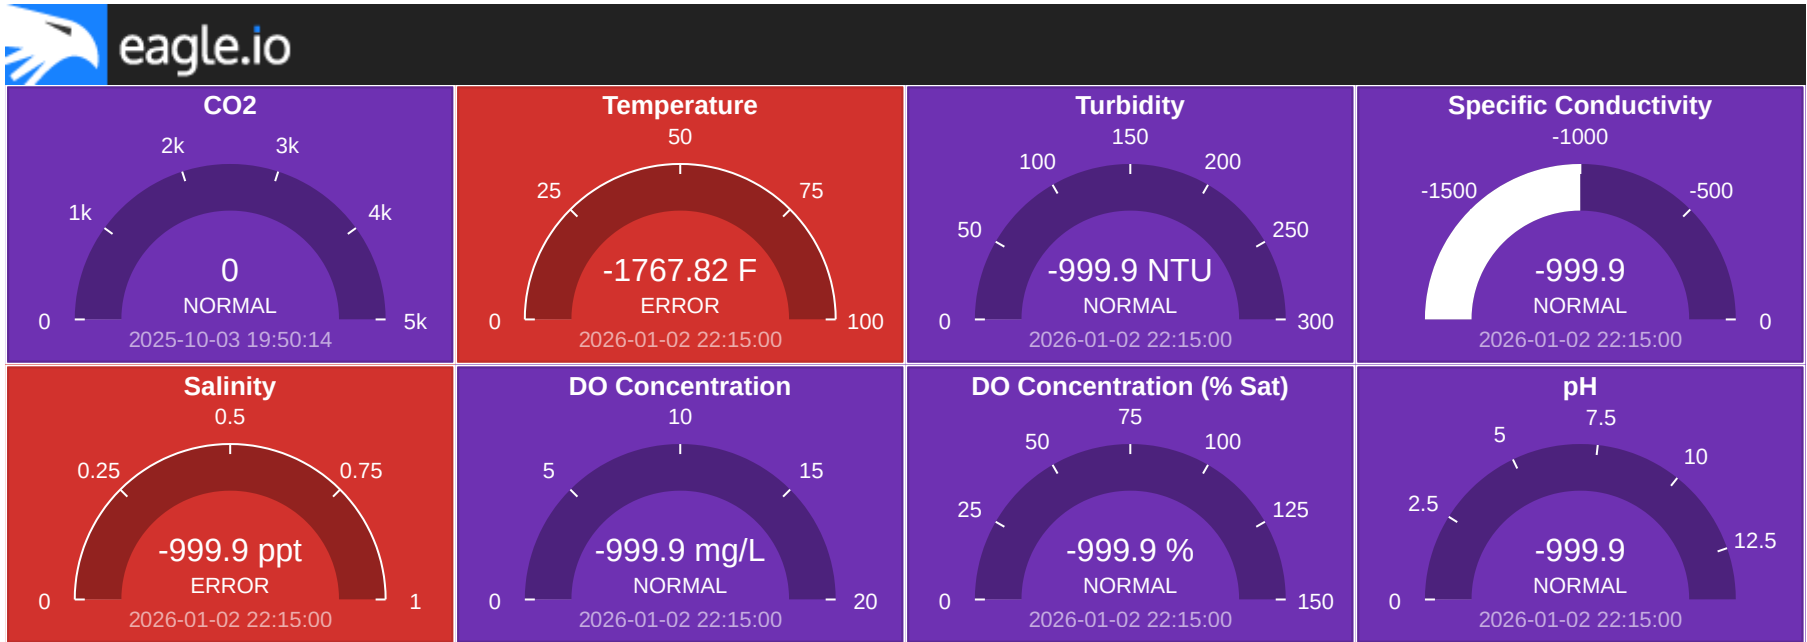 eagle.io
CO2
0
1k
2k
3k
4k
5k
0
NORMAL
2025-10-03 19:50:14
Temperature
0
25
50
75
100
-1767.82 F
ERROR
2026-01-02 22:15:00
Turbidity
0
50
100
150
200
250
300
-999.9 NTU
NORMAL
2026-01-02 22:15:00
Specific Conductivity
-1500
-1000
-500
0
-999.9
NORMAL
2026-01-02 22:15:00
Salinity
0
0.25
0.5
0.75
1
-999.9 ppt
ERROR
2026-01-02 22:15:00
DO Concentration
0
5
10
15
20
-999.9 mg/L
NORMAL
2026-01-02 22:15:00
DO Concentration (% Sat)
0
25
50
75
100
125
150
-999.9 %
NORMAL
2026-01-02 22:15:00
pH
0
2.5
5
7.5
10
12.5
-999.9
NORMAL
2026-01-02 22:15:00